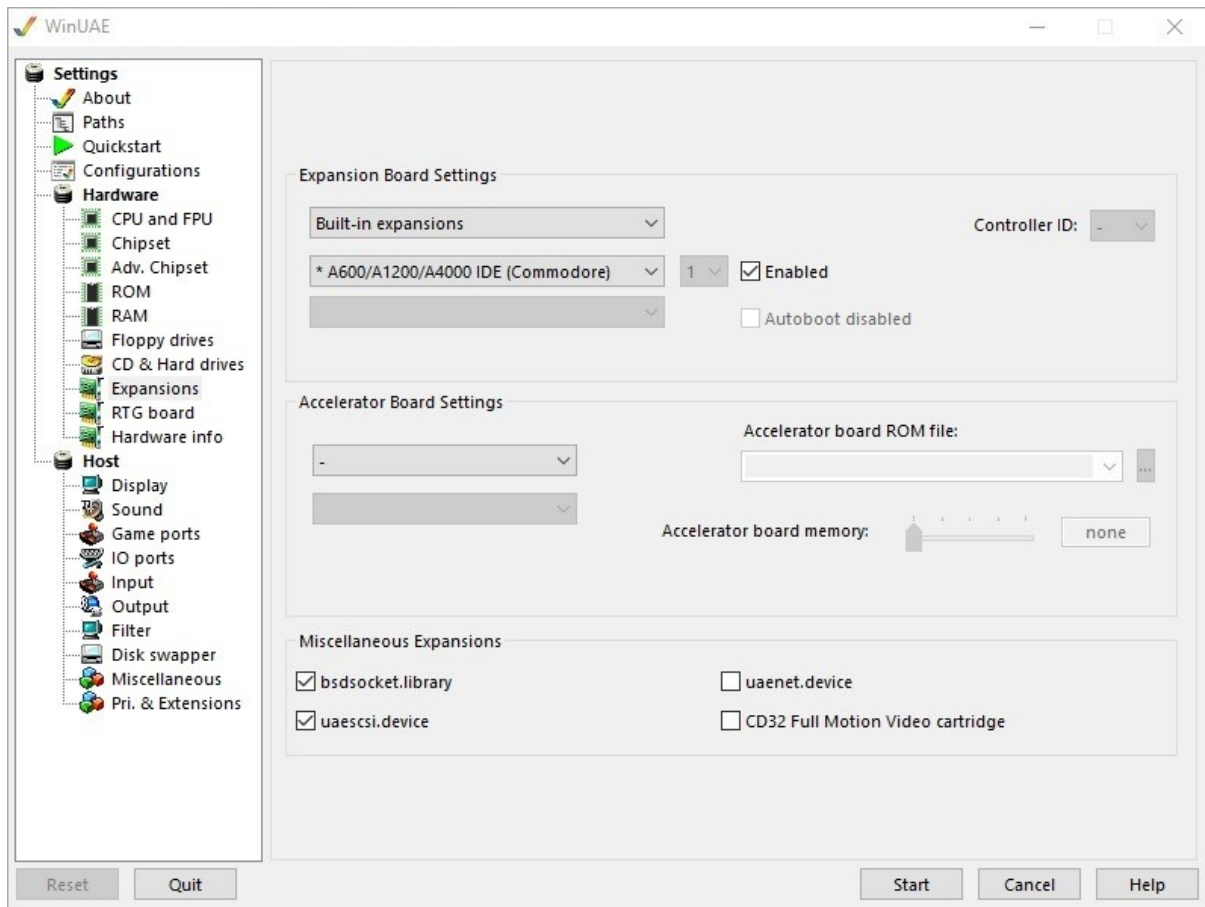 WinUAE
Settings
About
Paths
Quickstart
Configurations
Hardware
CPU and FPU
Chipset
Adv. Chipset
ROM
RAM
Floppy drives
CD & Hard drives
Expansions
RTG board
Hardware info
Host
Display
Sound
Game ports
IO ports
Input
Output
Filter
Disk swapper
Miscellaneous
Pri. & Extensions
Expansion Board Settings
Built-in expansions
Controller ID: -
* A600/A1200/A4000 IDE (Commodore) 1 Enabled
Autoboot disabled
Accelerator Board Settings
Accelerator board ROM file:
-
...
Accelerator board memory: none
Miscellaneous Expansions
bsdsocket.library
uaenet.device
uaescsi.device
CD32 Full Motion Video cartridge
Reset Quit Start Cancel Help